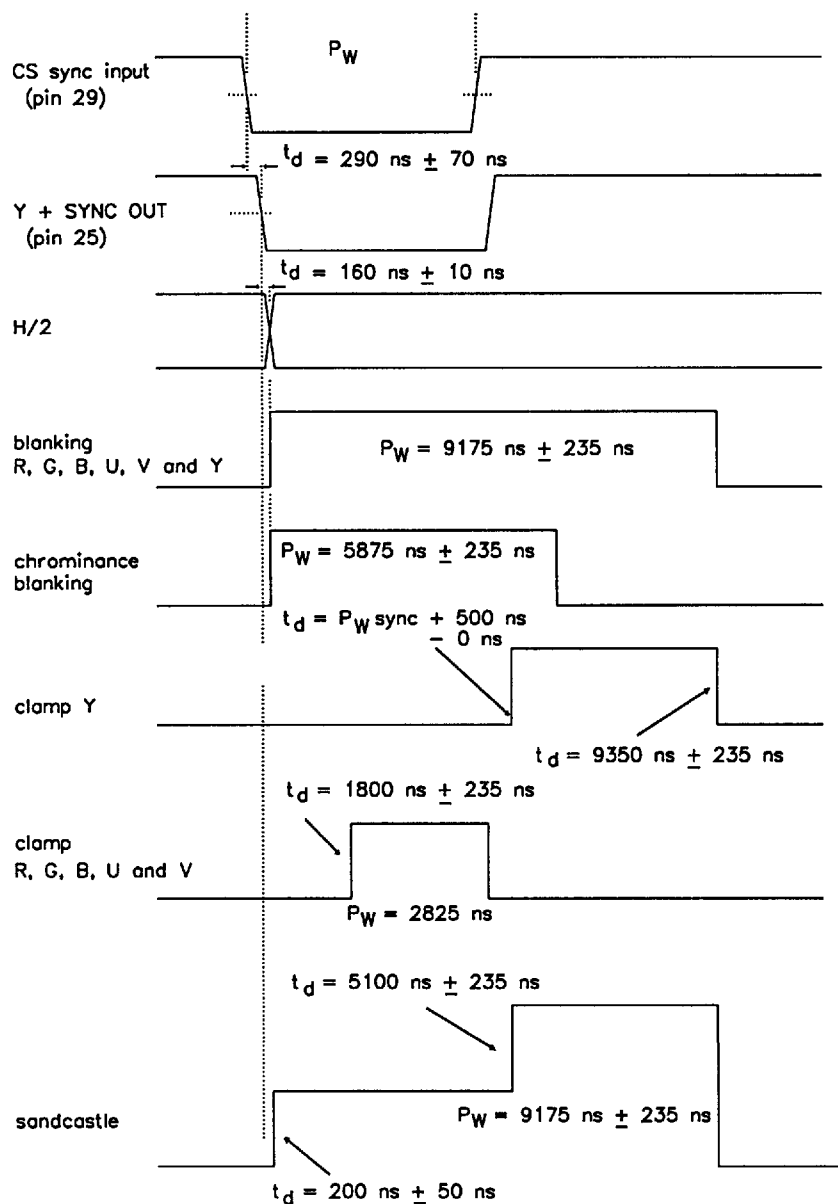 P_W
CS sync input
(pin 29)
t_d = 290 ns ± 70 ns
Y + SYNC OUT
(pin 25)
t_d = 160 ns ± 10 ns
H/2
blanking
R, G, B, U, V and Y
P_W = 9175 ns ± 235 ns
chrominance
blanking
P_W = 5875 ns ± 235 ns
t_d = P_W sync + 500 ns
− 0 ns
clamp Y
t_d = 9350 ns ± 235 ns
t_d = 1800 ns ± 235 ns
clamp
R, G, B, U and V
P_W = 2825 ns
t_d = 5100 ns ± 235 ns
sandcastle
P_W = 9175 ns ± 235 ns
t_d = 200 ns ± 50 ns